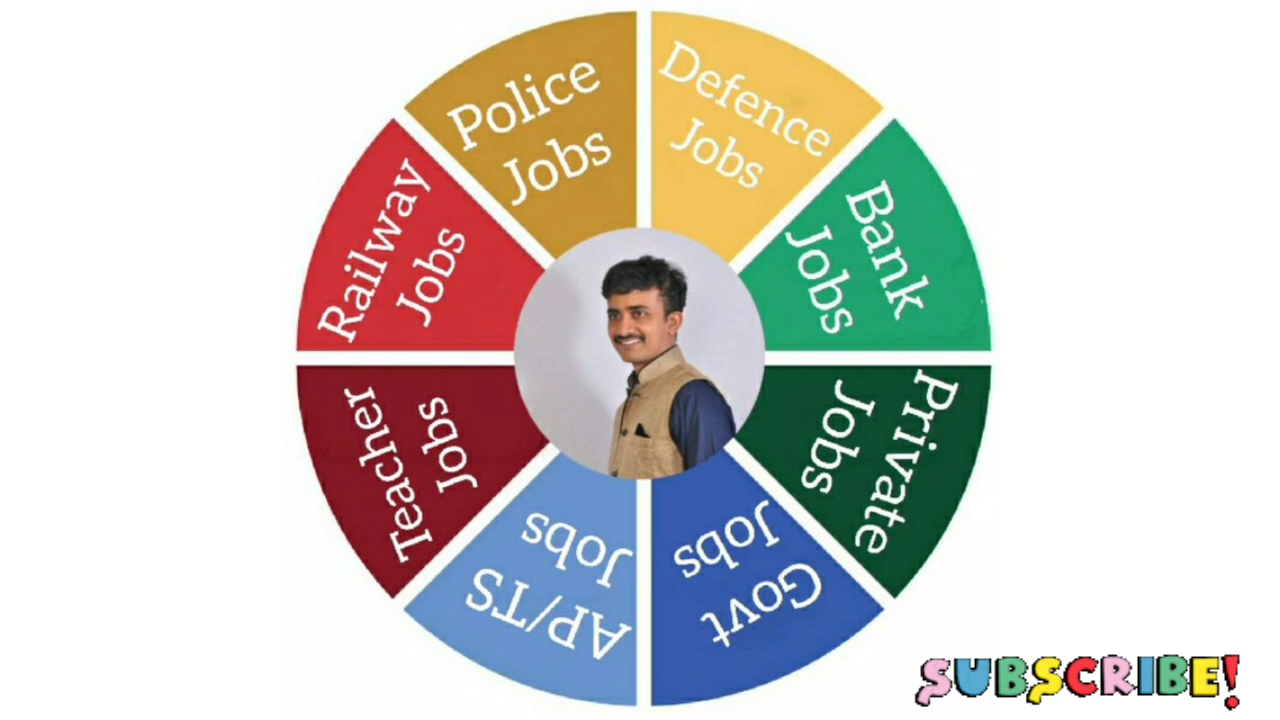 Police
Jobs
Defence
Jobs
Bank
Jobs
Private
Jobs
Govt
Jobs
AP/TS
Jobs
Teacher
Jobs
Railway
Jobs
SUBSCRIBE!